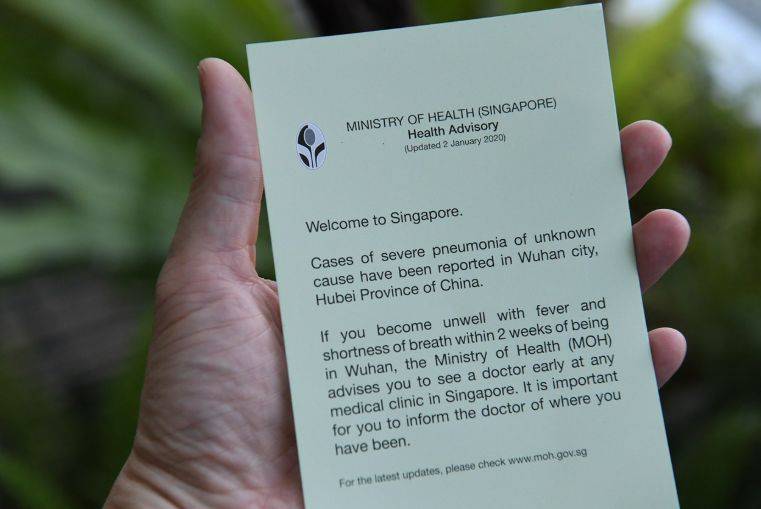 MINISTRY OF HEALTH (SINGAPORE)
Health Advisory
(Updated 2 January 2020)
Welcome to Singapore.
Cases of severe pneumonia of unknown
cause have been reported in Wuhan city,
Hubei Province of China.
If you become unwell with fever and
shortness of breath within 2 weeks of being
in Wuhan, the Ministry of Health (MOH)
advises you to see a doctor early at any
medical clinic in Singapore. It is important
for you to inform the doctor of where you
have been.
For the latest updates, please check www.moh.gov.sg